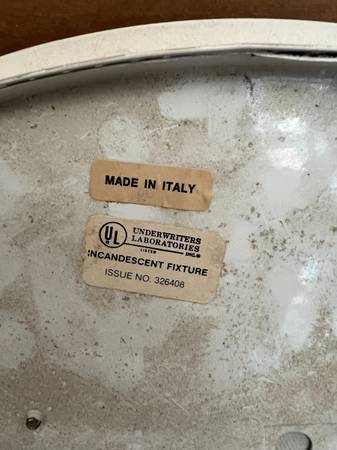 MADE IN ITALY
UL
UNDERWRITERS
LABORATORIES
LISTED INC.®
INCANDESCENT FIXTURE
ISSUE NO. 326408